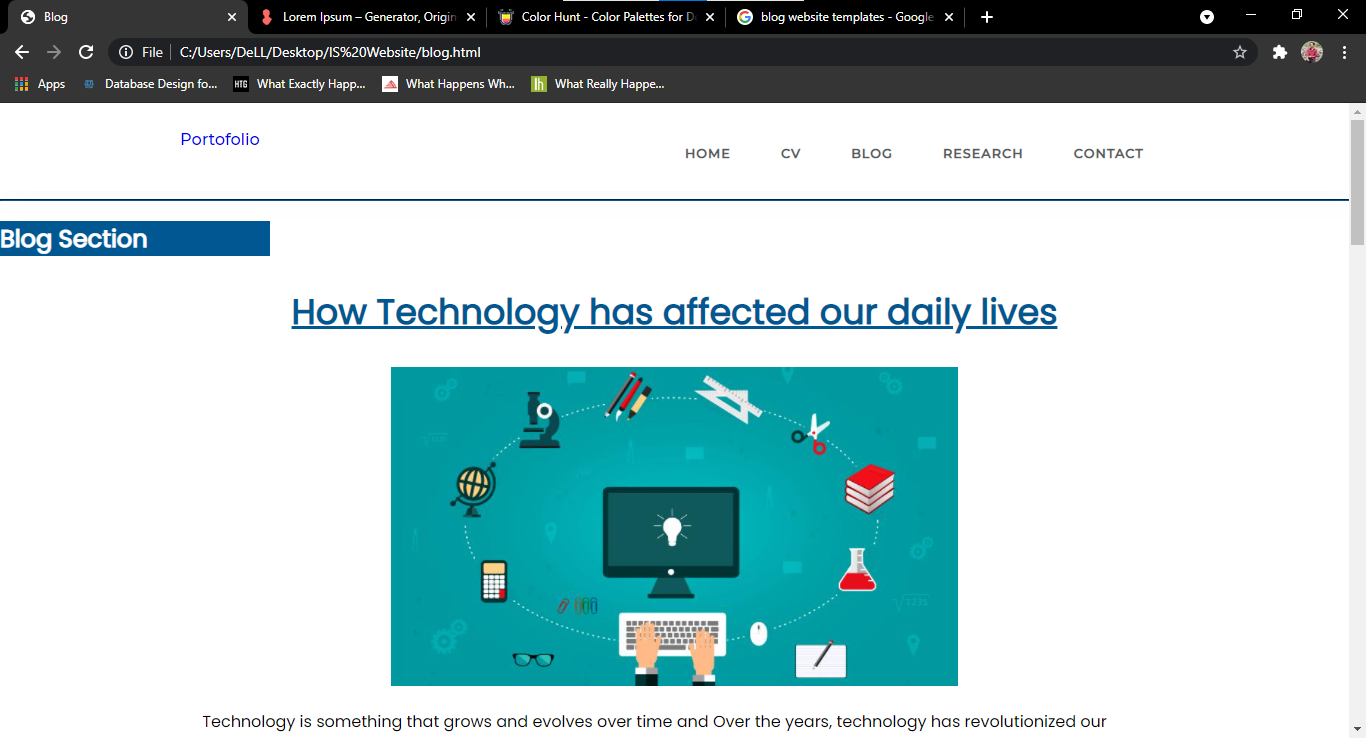 Blog
Lorem Ipsum – Generator, Origin
Color Hunt - Color Palettes for De
blog website templates - Google
File
C:/Users/DeLL/Desktop/IS%20Website/blog.html
Apps
Database Design fo...
HTG
What Exactly Happ...
What Happens Wh...
lh
What Really Happe...
Portofolio
HOME CV BLOG RESEARCH CONTACT
Blog Section
How Technology has affected our daily lives
Technology is something that grows and evolves over time and Over the years, technology has revolutionized our